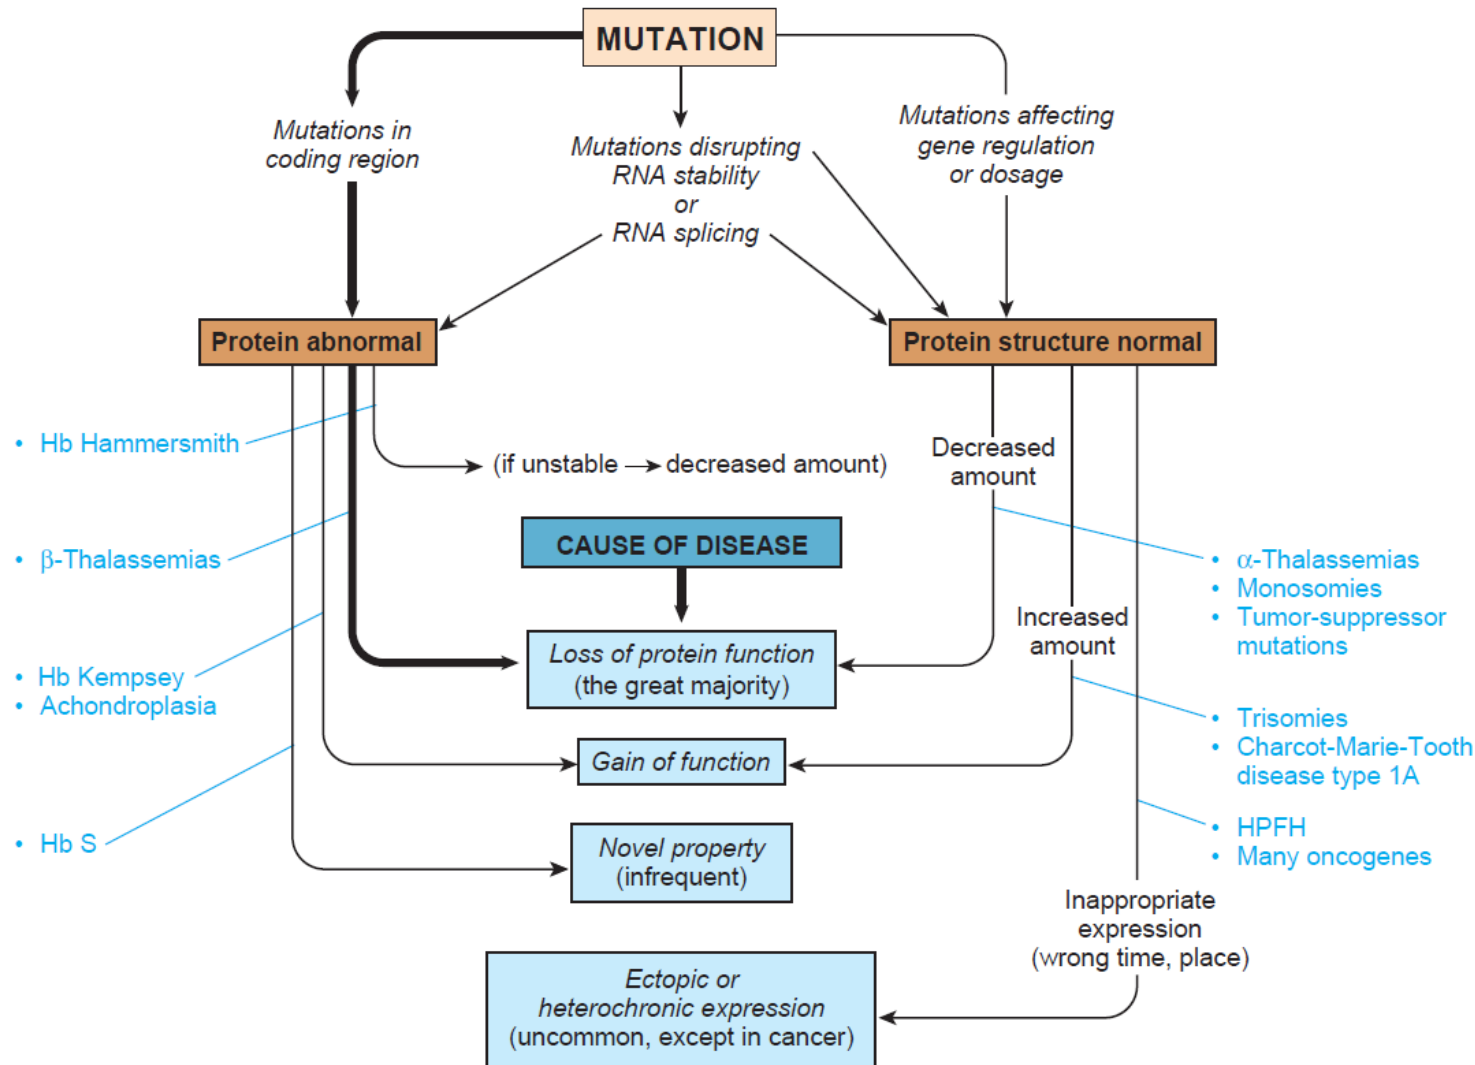 MUTATION
Mutations in
coding region
Mutations disrupting
RNA stability
or
RNA splicing
Mutations affecting
gene regulation
or dosage
Protein abnormal
Protein structure normal
• Hb Hammersmith
(if unstable → decreased amount)
Decreased
amount
• β-Thalassemias
CAUSE OF DISEASE
• α-Thalassemias
• Monosomies
• Tumor-suppressor
mutations
Increased
amount
Loss of protein function
(the great majority)
• Hb Kempsey
• Achondroplasia
• Trisomies
• Charcot-Marie-Tooth
disease type 1A
Gain of function
• HPFH
• Many oncogenes
• Hb S
Novel property
(infrequent)
Inappropriate
expression
(wrong time, place)
Ectopic or
heterochronic expression
(uncommon, except in cancer)